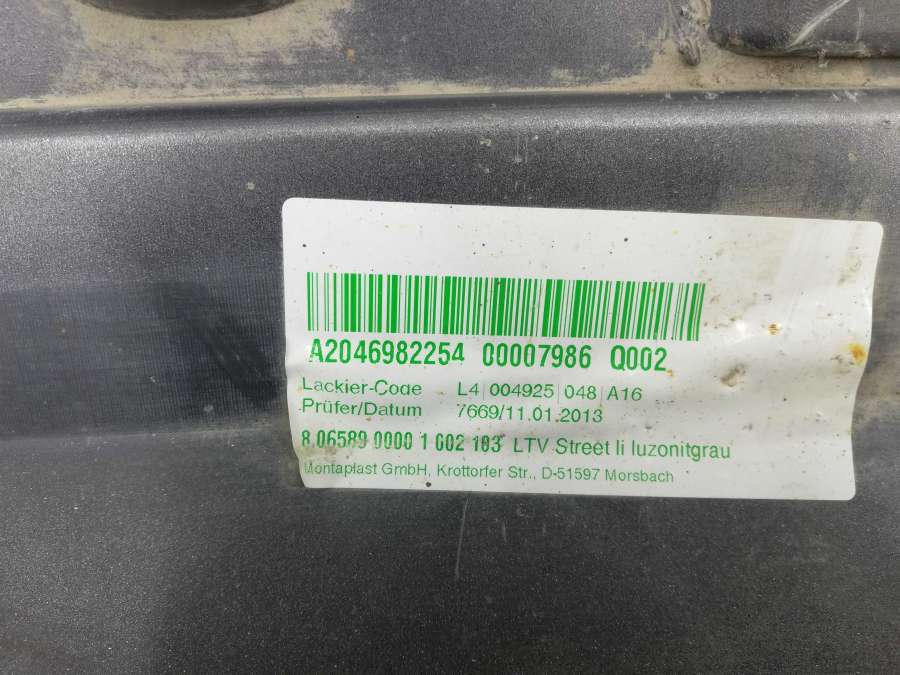 A2046982254 00007986 Q002
Lackier-Code L4|004925|048|A16
Prüfer/Datum 7669/11.01.2013
8.06589 0000 1 602 103 LTV Street li luzonitgrau
Montaplast GmbH, Krottorfer Str., D-51597 Morsbach